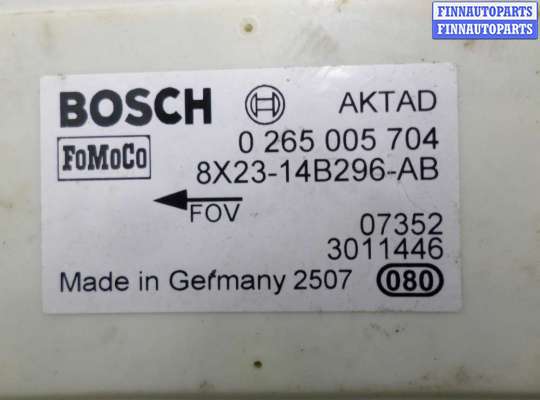 FINNAUTOPARTS
FINNAUTOPARTS
BOSCH AKTAD
FoMoCo 0 265 005 704
8X23-14B296-AB
FOV
07352
3011446
Made in Germany 2507 080